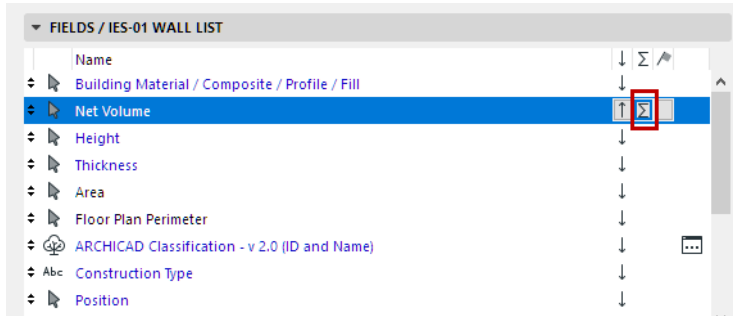 FIELDS / IES-01 WALL LIST
Name ↓ Σ
Building Material / Composite / Profile / Fill ↓
Net Volume ↑ Σ
Height ↓
Thickness ↓
Area ↓
Floor Plan Perimeter ↓
ARCHICAD Classification - v 2.0 (ID and Name) ↓ ...
Abc Construction Type ↓
Position ↓